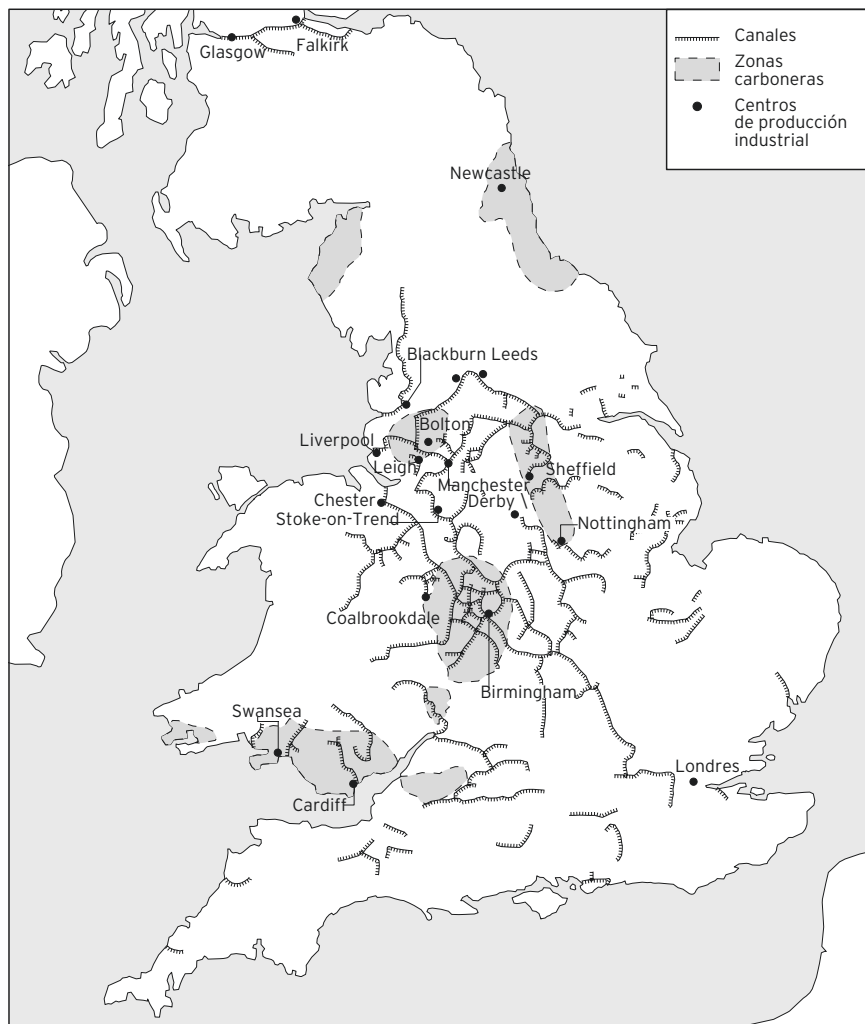 Canales
Zonas
carboneras
Centros
de producción
industrial
Glasgow
Falkirk
Newcastle
Blackburn
Leeds
Bolton
Liverpool
Leigh
Manchester
Sheffield
Chester
Derby
Stoke-on-Trend
Nottingham
Coalbrookdale
Birmingham
Swansea
Londres
Cardiff